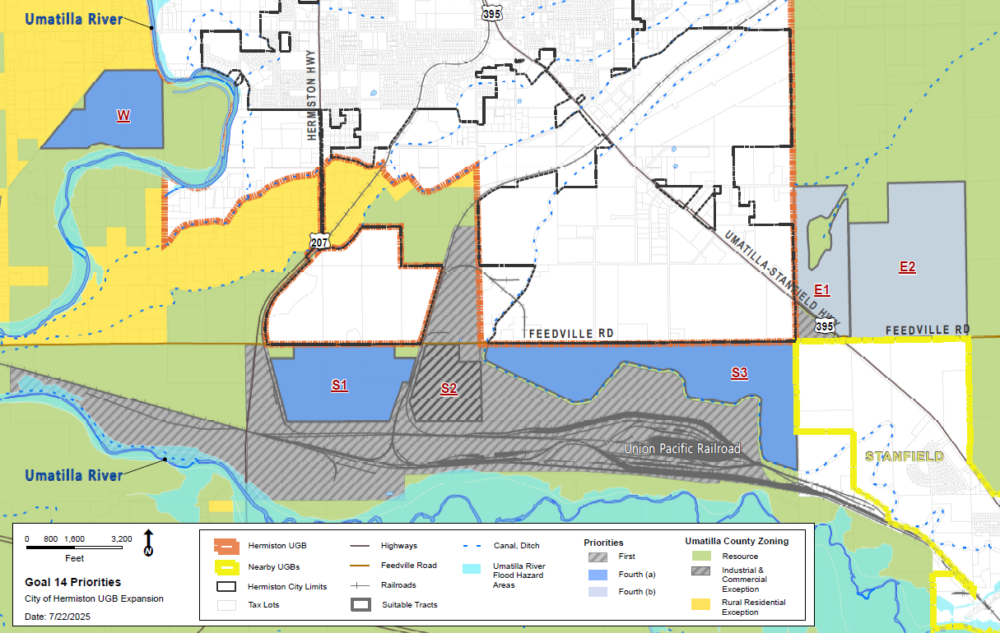 Umatilla River
395
HERMISTON HWY
W
207
UMATILLA-STANFIELD HWY
E1
E2
395
FEEDVILLE RD
FEEDVILLE RD
S1
S2
S3
Union Pacific Railroad
STANFIELD
Umatilla River
0 800 1,600 3,200
Feet
N
Goal 14 Priorities
City of Hermiston UGB Expansion
Date: 7/22/2025
Hermiston UGB
Nearby UGBs
Hermiston City Limits
Tax Lots
Highways
Feedville Road
Railroads
Suitable Tracts
Canal, Ditch
Umatilla River
Flood Hazard
Areas
Priorities
First
Fourth (a)
Fourth (b)
Umatilla County Zoning
Resource
Industrial &
Commercial
Exception
Rural Residential
Exception